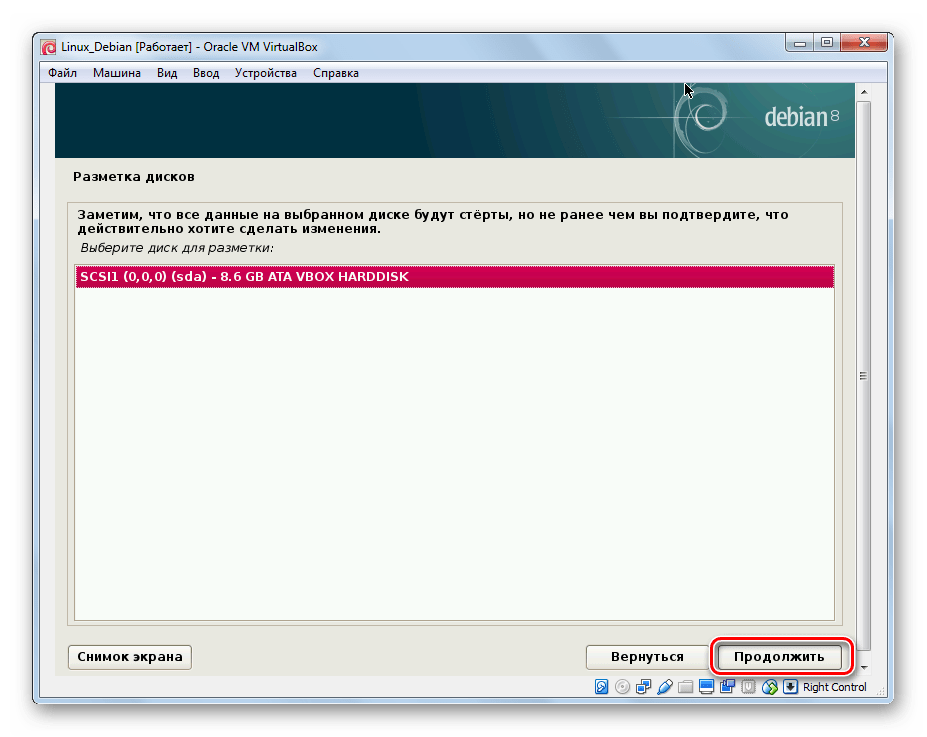 Linux_Debian [Работает] - Oracle VM VirtualBox
Файл Машина Вид Ввод Устройства Справка
debian 8
Разметка дисков
Заметим, что все данные на выбранном диске будут стёрты, но не ранее чем вы подтвердите, что
действительно хотите сделать изменения.
Выберите диск для разметки:
SCSI1 (0,0,0) (sda) - 8.6 GB ATA VBOX HARDDISK
Снимок экрана Вернуться Продолжить
Right Control